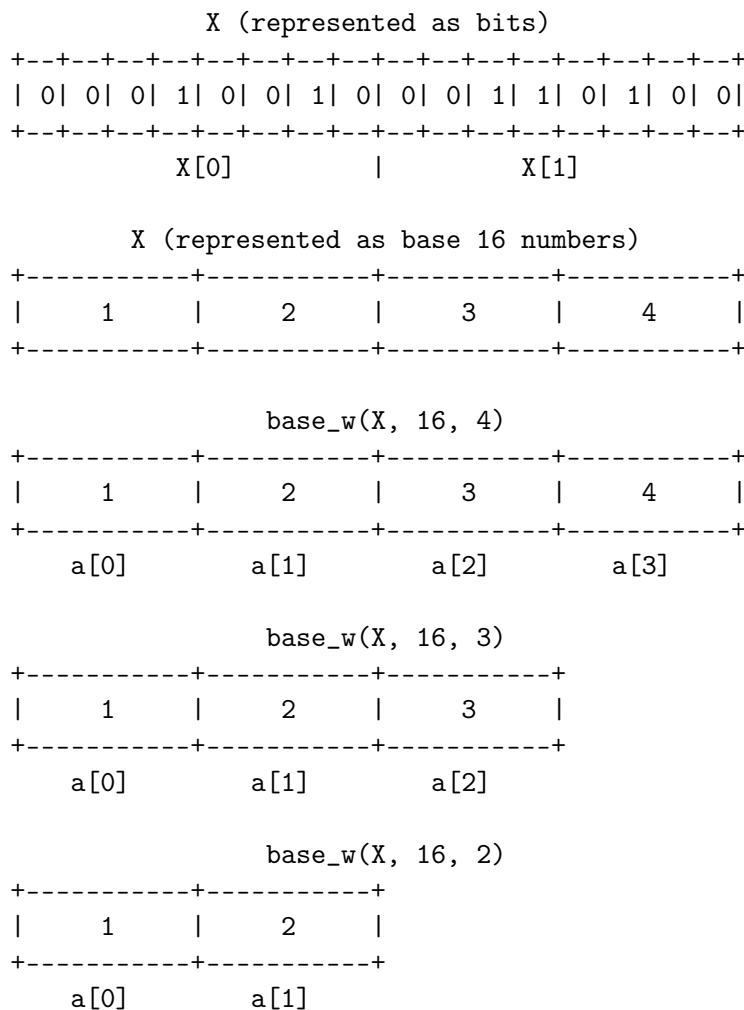 X (represented as bits)
+--+--+--+--+--+--+--+--+--+--+--+--+--+--+--+--+
| 0| 0| 0| 1| 0| 0| 1| 0| 0| 0| 1| 1| 0| 1| 0| 0|
+--+--+--+--+--+--+--+--+--+--+--+--+--+--+--+--+
X[0] | X[1]
X (represented as base 16 numbers)
+-----------+-----------+-----------+-----------+
| 1 | 2 | 3 | 4 |
+-----------+-----------+-----------+-----------+
base_w(X, 16, 4)
+-----------+-----------+-----------+-----------+
| 1 | 2 | 3 | 4 |
+-----------+-----------+-----------+-----------+
a[0] a[1] a[2] a[3]
base_w(X, 16, 3)
+-----------+-----------+-----------+
| 1 | 2 | 3 |
+-----------+-----------+-----------+
a[0] a[1] a[2]
base_w(X, 16, 2)
+-----------+-----------+
| 1 | 2 |
+-----------+-----------+
a[0] a[1]